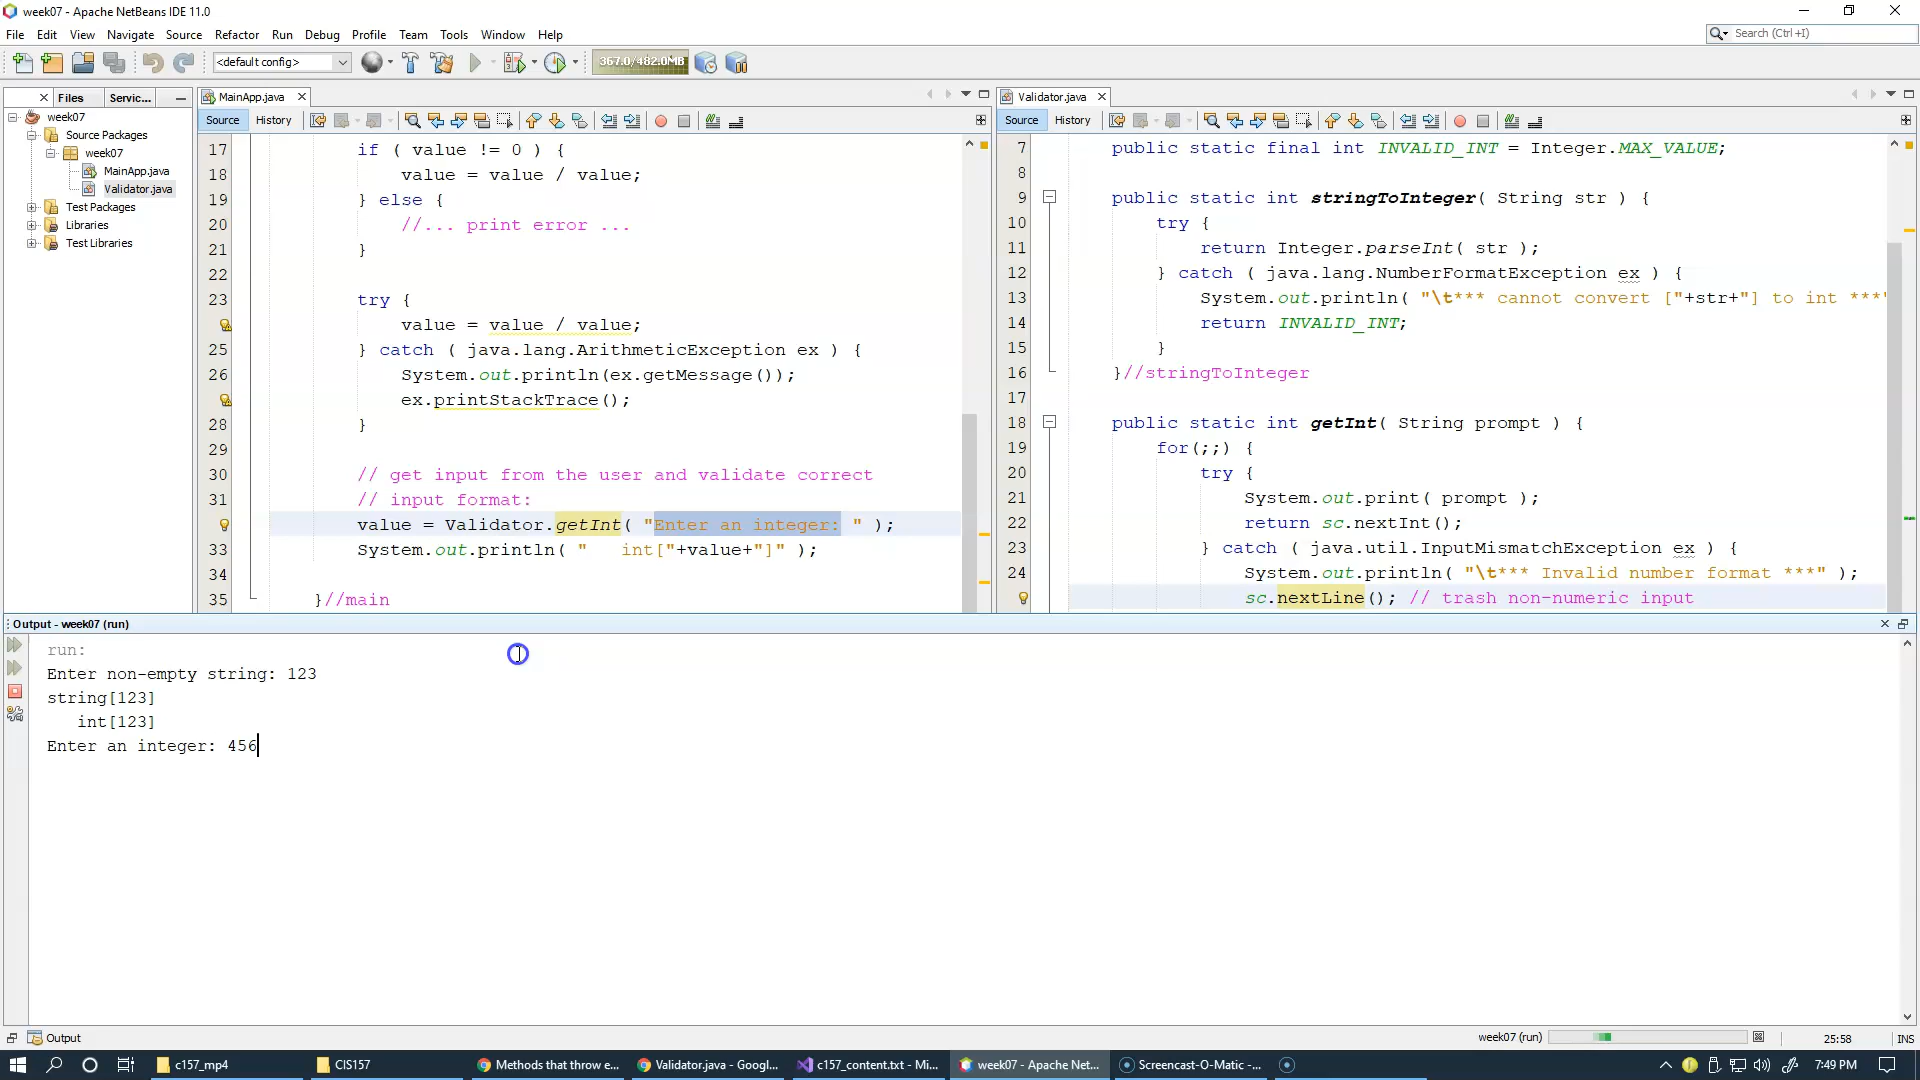 week07 - Apache NetBeans IDE 11.0
File Edit View Navigate Source Refactor Run Debug Profile Team Tools Window Help
Search (Ctrl+I)
<default config>
367.0/482.0MB
Files Servic...
week07
Source Packages
week07
MainApp.java
Validator.java
Test Packages
Libraries
Test Libraries
MainApp.java
Source History
17 if ( value != 0 ) {
18 value = value / value;
19 } else {
20 //... print error ...
21 }
22
23 try {
value = value / value;
25 } catch ( java.lang.ArithmeticException ex ) {
26 System.out.println(ex.getMessage());
ex.printStackTrace();
28 }
29
30 // get input from the user and validate correct
31 // input format:
value = Validator.getInt( "Enter an integer: " );
33 System.out.println( "   int["+value+"]" );
34
35 }//main
Validator.java
Source History
7 public static final int INVALID_INT = Integer.MAX_VALUE;
8
9 public static int stringToInteger( String str ) {
10 try {
11 return Integer.parseInt( str );
12 } catch ( java.lang.NumberFormatException ex ) {
13 System.out.println( "\t*** cannot convert ["+str+"] to int ***"
14 return INVALID_INT;
15 }
16 }//stringToInteger
17
18 public static int getInt( String prompt ) {
19 for(;;) {
20 try {
21 System.out.print( prompt );
22 return sc.nextInt();
23 } catch ( java.util.InputMismatchException ex ) {
24 System.out.println( "\t*** Invalid number format ***" );
sc.nextLine(); // trash non-numeric input
Output - week07 (run)
run:
Enter non-empty string: 123
string[123]
int[123]
Enter an integer: 456
Output
week07 (run)
25:58
INS
c157_mp4
CIS157
Methods that throw e...
Validator.java - Googl...
c157_content.txt - Mi...
week07 - Apache Net...
Screencast-O-Matic -...
7:49 PM